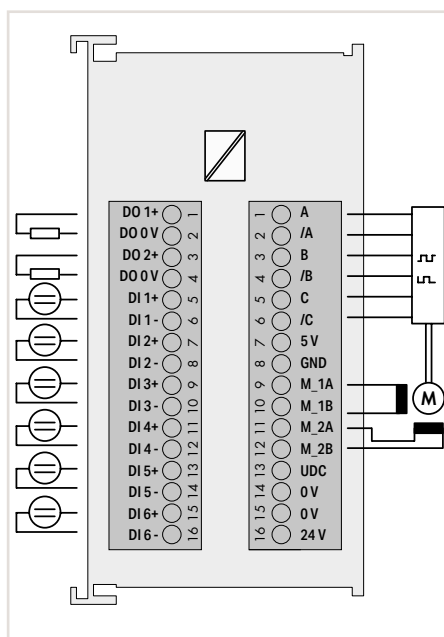 DO 1+ 1
DO 0 V 2
DO 2+ 3
DO 0 V 4
DI 1+ 5
DI 1- 6
DI 2+ 7
DI 2- 8
DI 3+ 9
DI 3- 10
DI 4+ 11
DI 4- 12
DI 5+ 13
DI 5- 14
DI 6+ 15
DI 6- 16
1 A
2 /A
3 B
4 /B
5 C
6 /C
7 5 V
8 GND
9 M_1A
10 M_1B
11 M_2A
12 M_2B
13 UDC
14 0 V
15 0 V
16 24 V
M